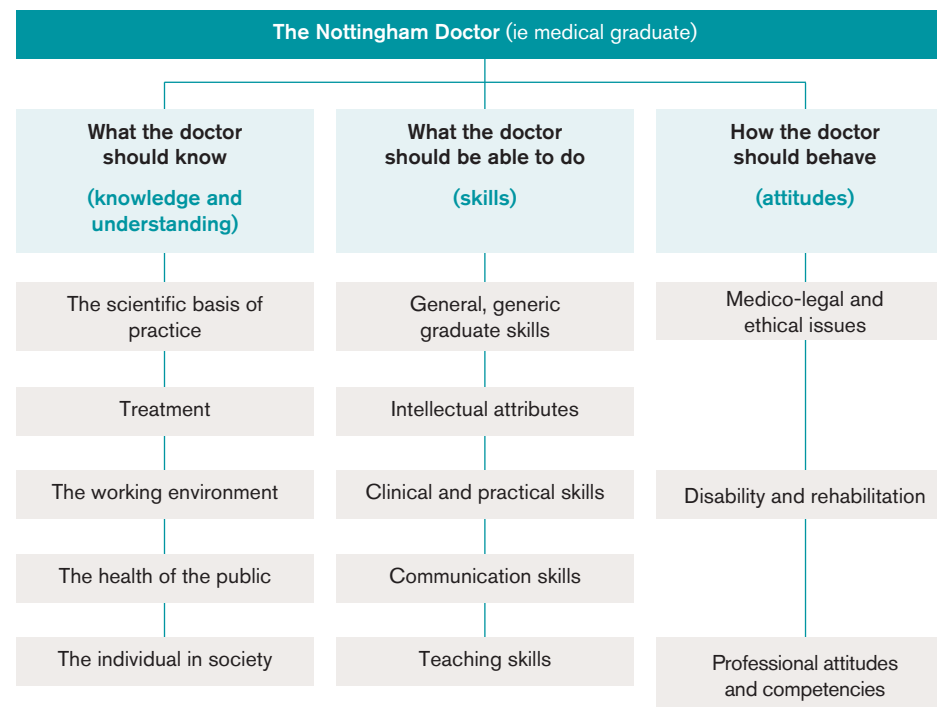 The Nottingham Doctor (ie medical graduate)
What the doctor
should know
(knowledge and
understanding)
The scientific basis of
practice
Treatment
The working environment
The health of the public
The individual in society
What the doctor
should be able to do
(skills)
General, generic
graduate skills
Intellectual attributes
Clinical and practical skills
Communication skills
Teaching skills
How the doctor
should behave
(attitudes)
Medico-legal and
ethical issues
Disability and rehabilitation
Professional attitudes
and competencies